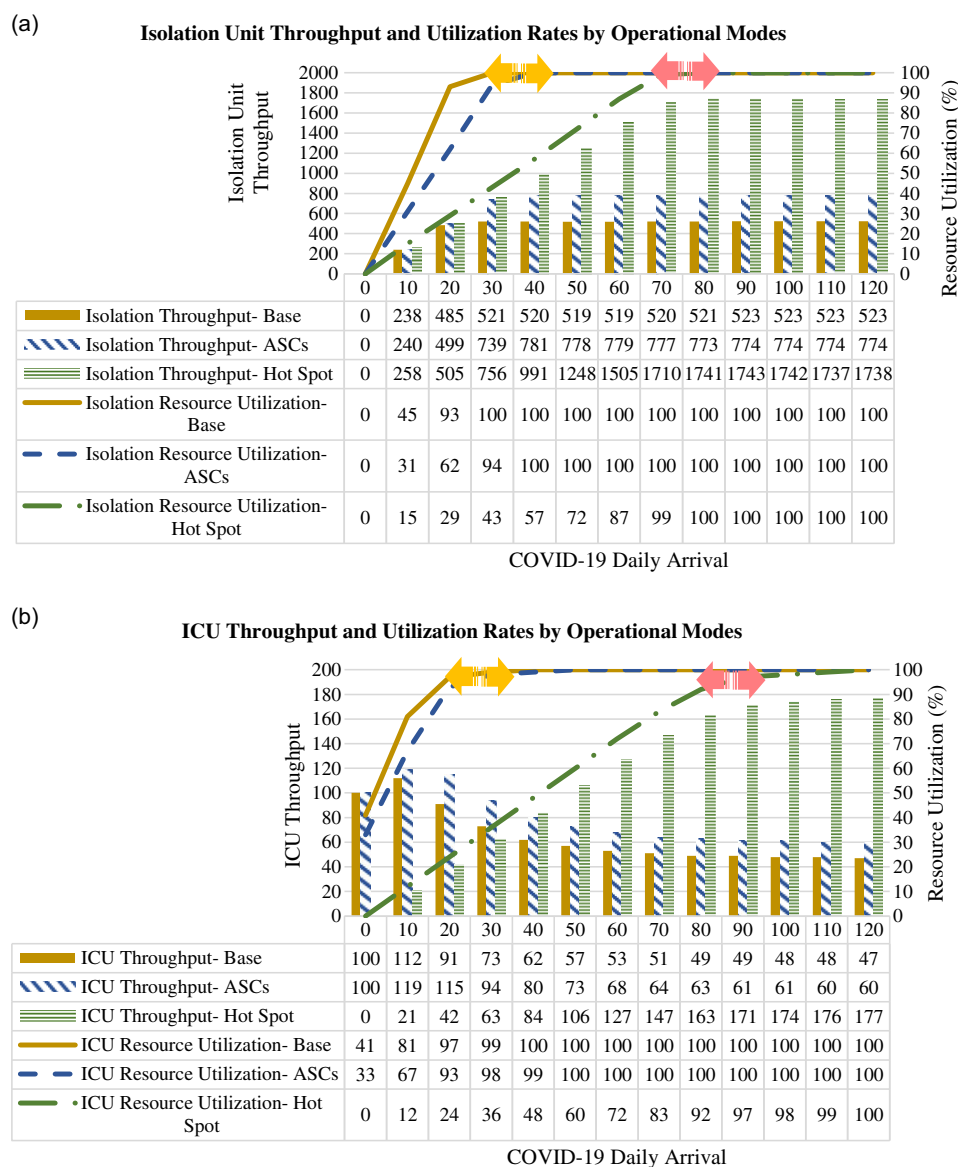 (a)
Isolation Unit Throughput and Utilization Rates by Operational Modes
Isolation Unit
Throughput
2000
1800
1600
1400
1200
1000
800
600
400
200
0
100
90
80
70
60
50
40
30
20
10
0
Resource Utilization (%)
0 10 20 30 40 50 60 70 80 90 100 110 120
Isolation Throughput- Base 0 238 485 521 520 519 519 520 521 523 523 523 523
Isolation Throughput- ASCs 0 240 499 739 781 778 779 777 773 774 774 774 774
Isolation Throughput- Hot Spot 0 258 505 756 991 1248 1505 1710 1741 1743 1742 1737 1738
Isolation Resource Utilization-
Base 0 45 93 100 100 100 100 100 100 100 100 100 100
Isolation Resource Utilization-
ASCs 0 31 62 94 100 100 100 100 100 100 100 100 100
Isolation Resource Utilization-
Hot Spot 0 15 29 43 57 72 87 99 100 100 100 100 100
COVID-19 Daily Arrival
(b)
ICU Throughput and Utilization Rates by Operational Modes
ICU Throughput
200
180
160
140
120
100
80
60
40
20
0
100
90
80
70
60
50
40
30
20
10
0
Resource Utilization (%)
0 10 20 30 40 50 60 70 80 90 100 110 120
ICU Throughput- Base 100 112 91 73 62 57 53 51 49 49 48 48 47
ICU Throughput- ASCs 100 119 115 94 80 73 68 64 63 61 61 60 60
ICU Throughput- Hot Spot 0 21 42 63 84 106 127 147 163 171 174 176 177
ICU Resource Utilization- Base 41 81 97 99 100 100 100 100 100 100 100 100 100
ICU Resource Utilization- ASCs 33 67 93 98 99 100 100 100 100 100 100 100 100
ICU Resource Utilization- Hot
Spot 0 12 24 36 48 60 72 83 92 97 98 99 100
COVID-19 Daily Arrival